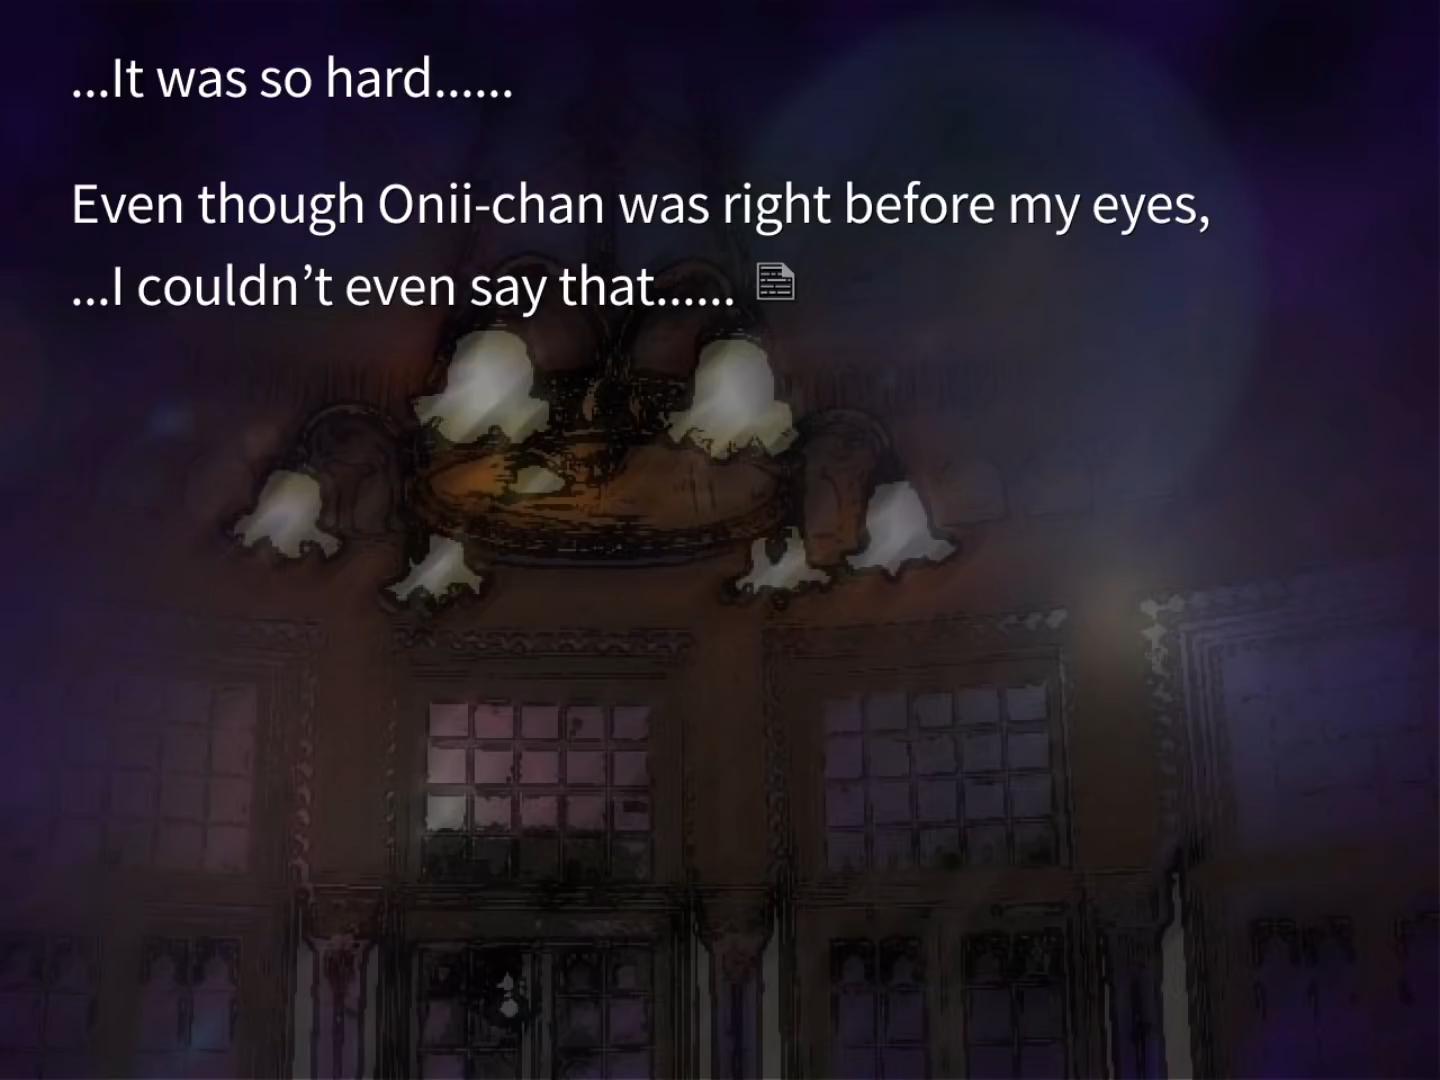 ...It was so hard......
Even though Onii-chan was right before my eyes,
...I couldn’t even say that......